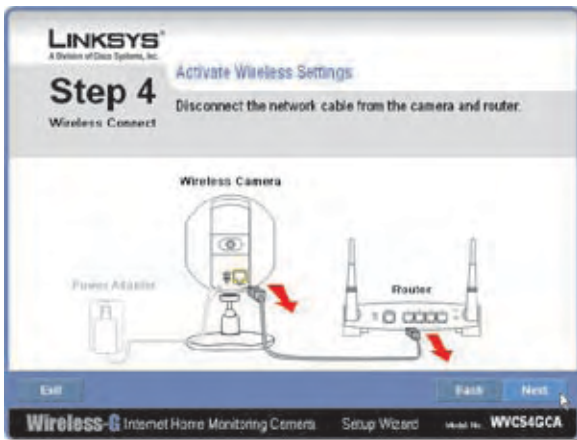 LINKSYS®
A Division of Cisco Systems, Inc.
Step 4
Wireless Connect
Activate Wireless Settings
Disconnect the network cable from the camera and router.
Wireless Camera
Power Adapter
Router
Exit
Back
Next
Wireless-G Internet Home Monitoring Camera Setup Wizard Model No. WVC54GCA